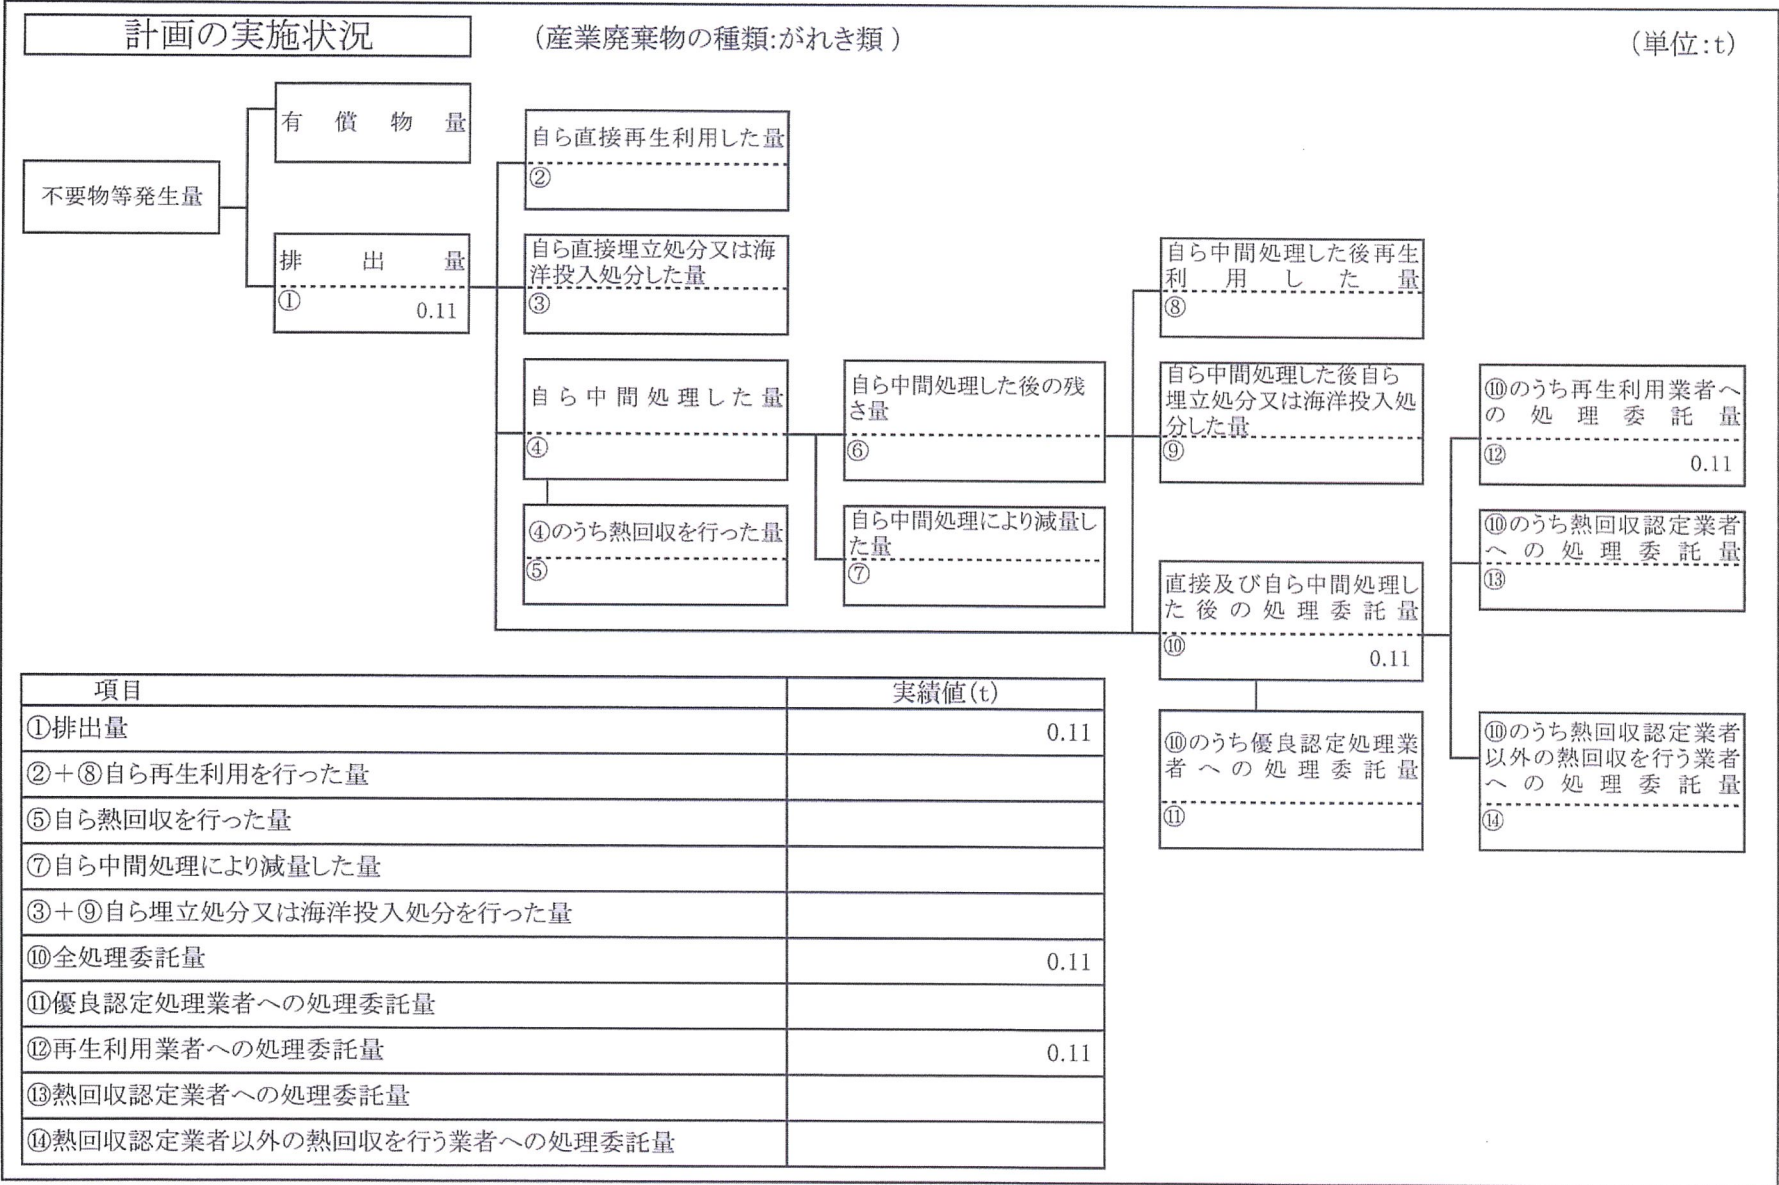 計画の実施状況
(産業廃棄物の種類:がれき類)
(単位:t)
不要物等発生量
有償物量
排出量
①
0.11
自ら直接再生利用した量
②
自ら直接埋立処分又は海
洋投入処分した量
③
自ら中間処理した量
④
④のうち熱回収を行った量
⑤
自ら中間処理した後の残
さ量
⑥
自ら中間処理により減量し
た量
⑦
自ら中間処理した後再生
利用した量
⑧
自ら中間処理した後自ら
埋立処分又は海洋投入処
分した量
⑨
直接及び自ら中間処理し
た後の処理委託量
⑩
0.11
⑩のうち優良認定処理業
者への処理委託量
⑪
⑩のうち再生利用業者へ
の処理委託量
⑫
0.11
⑩のうち熱回収認定業者
への処理委託量
⑬
⑩のうち熱回収認定業者
以外の熱回収を行う業者
への処理委託量
⑭
項目 実績値(t)
①排出量 0.11
②+⑧自ら再生利用を行った量
⑤自ら熱回収を行った量
⑦自ら中間処理により減量した量
③+⑨自ら埋立処分又は海洋投入処分を行った量
⑩全処理委託量 0.11
⑪優良認定処理業者への処理委託量
⑫再生利用業者への処理委託量 0.11
⑬熱回収認定業者への処理委託量
⑭熱回収認定業者以外の熱回収を行う業者への処理委託量